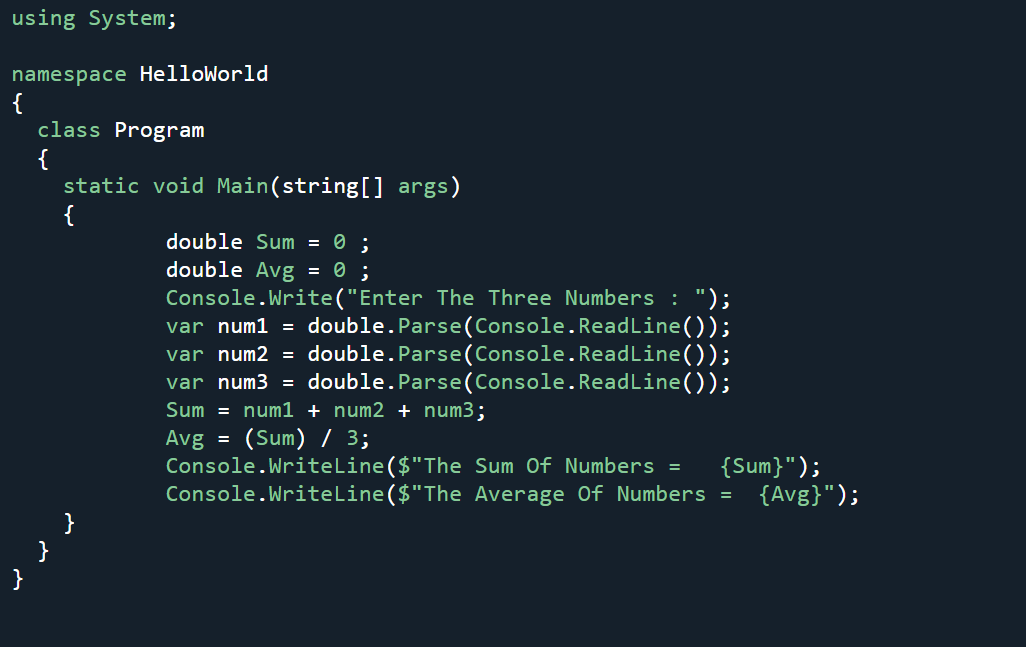 using System;

namespace HelloWorld
{
  class Program
  {
    static void Main(string[] args)
    {
            double Sum = 0 ;
            double Avg = 0 ;
            Console.Write("Enter The Three Numbers : ");
            var num1 = double.Parse(Console.ReadLine());
            var num2 = double.Parse(Console.ReadLine());
            var num3 = double.Parse(Console.ReadLine());
            Sum = num1 + num2 + num3;
            Avg = (Sum) / 3;
            Console.WriteLine($"The Sum Of Numbers =   {Sum}");
            Console.WriteLine($"The Average Of Numbers =  {Avg}");
    }
  }
}